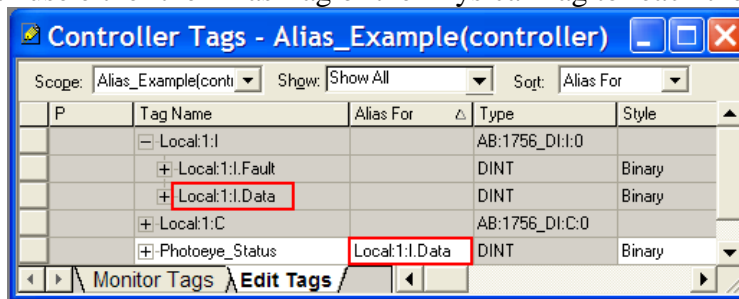 Controller Tags - Alias_Example(controller)
Scope: Alias_Example(conti Show: Show All Sort: Alias For
P Tag Name Alias For Type Style
Local:1:I AB:1756_DI:I:0
Local:1:I.Fault DINT Binary
Local:1:I.Data DINT Binary
Local:1:C AB:1756_DI:C:0
Photoeye_Status Local:1:I.Data DINT Binary
Monitor Tags Edit Tags